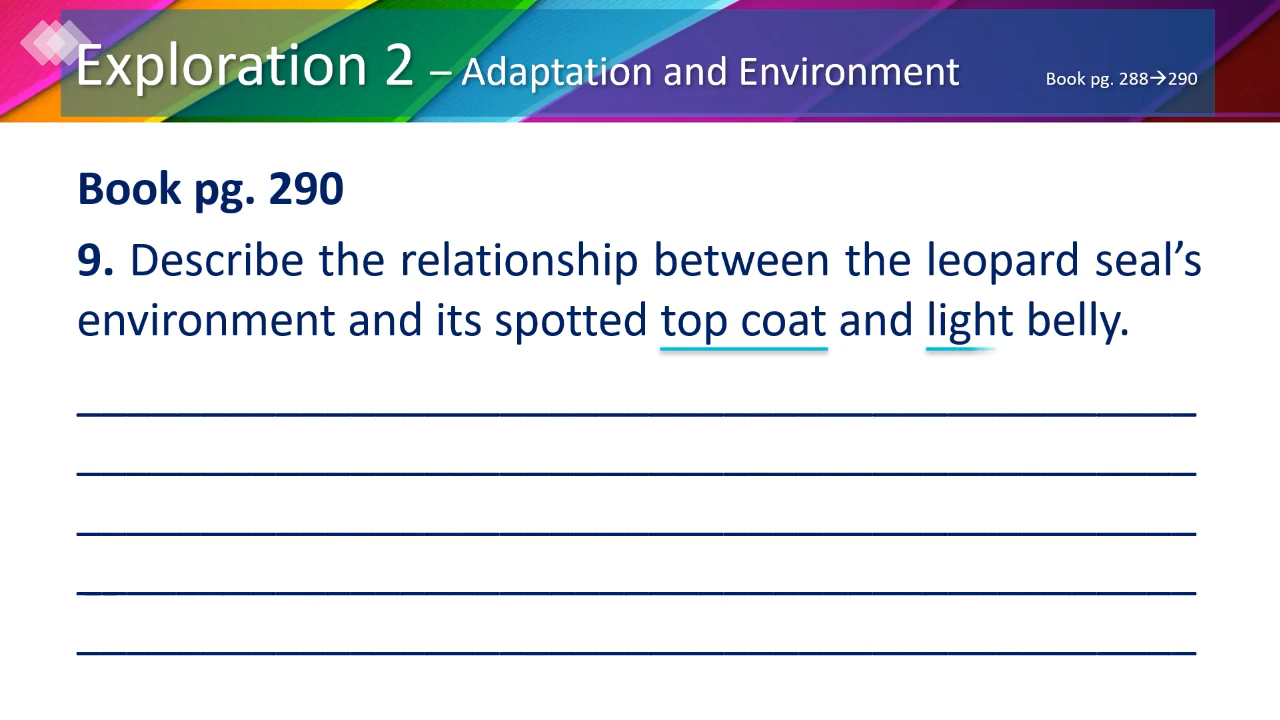 Exploration 2 – Adaptation and Environment Book pg. 288→290
Book pg. 290
9. Describe the relationship between the leopard seal’s
environment and its spotted top coat and light belly.